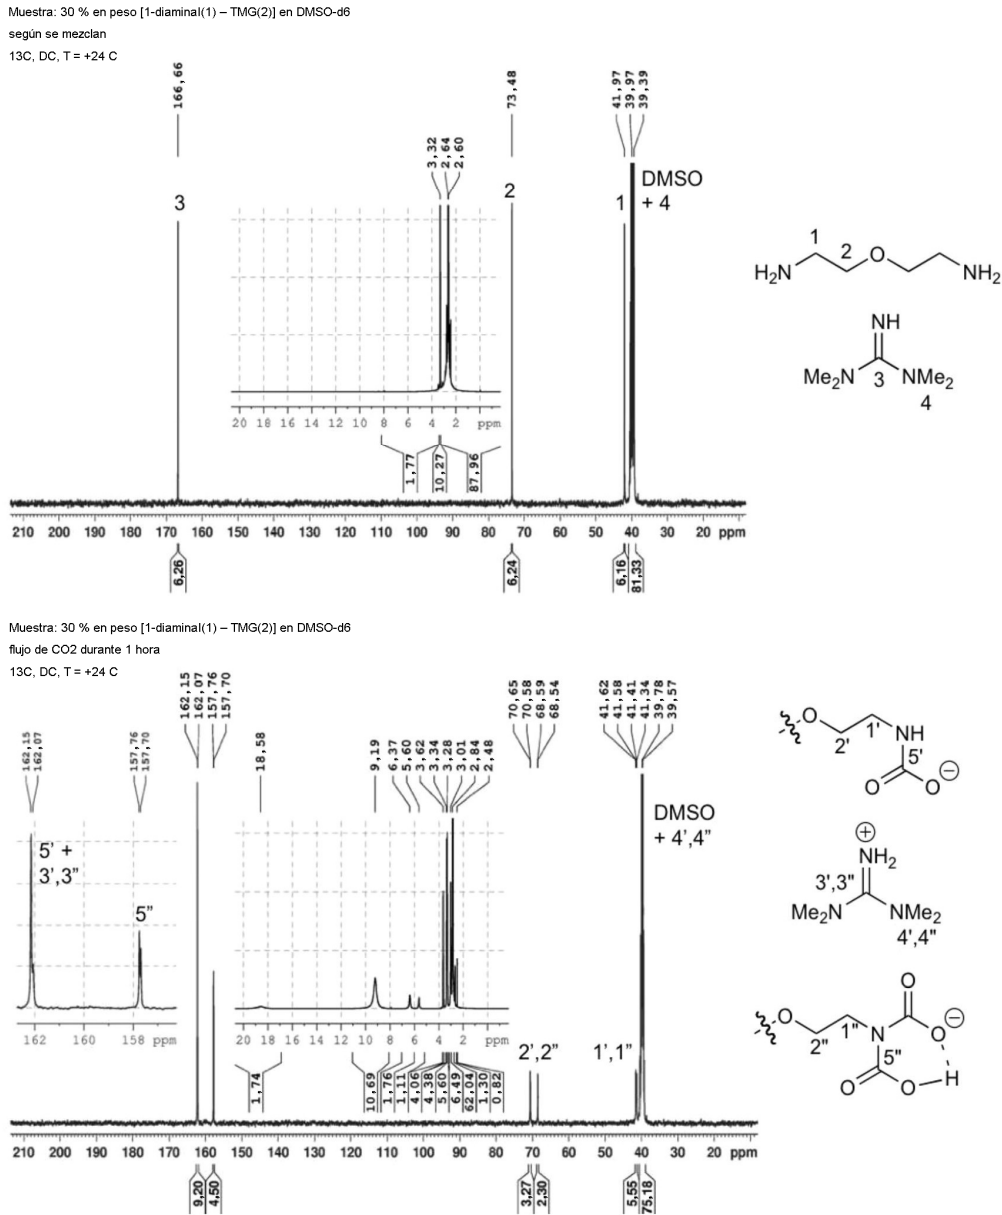 Muestra: 30 % en peso [1-diaminal(1) – TMG(2)] en DMSO-d6
según se mezclan
13C, DC, T = +24 C
166,66
73,48
41,97
39,97
39,39
3,32
2,64
2,60
3
2
1
DMSO
+ 4
20 18 16 14 12 10 8 6 4 2 ppm
1,77
10,27
87,96
210 200 190 180 170 160 150 140 130 120 110 100 90 80 70 60 50 40 30 20 ppm
6,26
6,24
6,16
81,33
1
2
O
H2N
NH2
NH
Me2N
3
NMe2
4
Muestra: 30 % en peso [1-diaminal(1) – TMG(2)] en DMSO-d6
flujo de CO2 durante 1 hora
13C, DC, T = +24 C
162,15
162,07
157,76
157,70
70,65
70,58
68,59
68,54
41,62
41,58
41,41
41,34
39,78
39,57
162,15
162,07
157,76
157,70
18,58
9,19
6,37
5,60
3,62
3,34
3,28
3,01
2,84
2,48
5' +
3',3”
5”
162 160 158 ppm
20 18 16 14 12 10 8 6 4 2 ppm
1,74
10,69
1,76
1,11
4,06
4,38
5,60
6,49
62,04
1,30
0,82
2',2”
1',1”
DMSO
+ 4',4”
210 200 190 180 170 160 150 140 130 120 110 100 90 80 70 60 50 40 30 20 ppm
9,20
4,50
3,27
2,30
5,55
75,18
O
2'
1'
NH
5'
O
O
⊖
⊕
NH2
3',3”
Me2N
NMe2
4',4”
O
2”
1”
N
O
O
⊖
5”
O
O
H